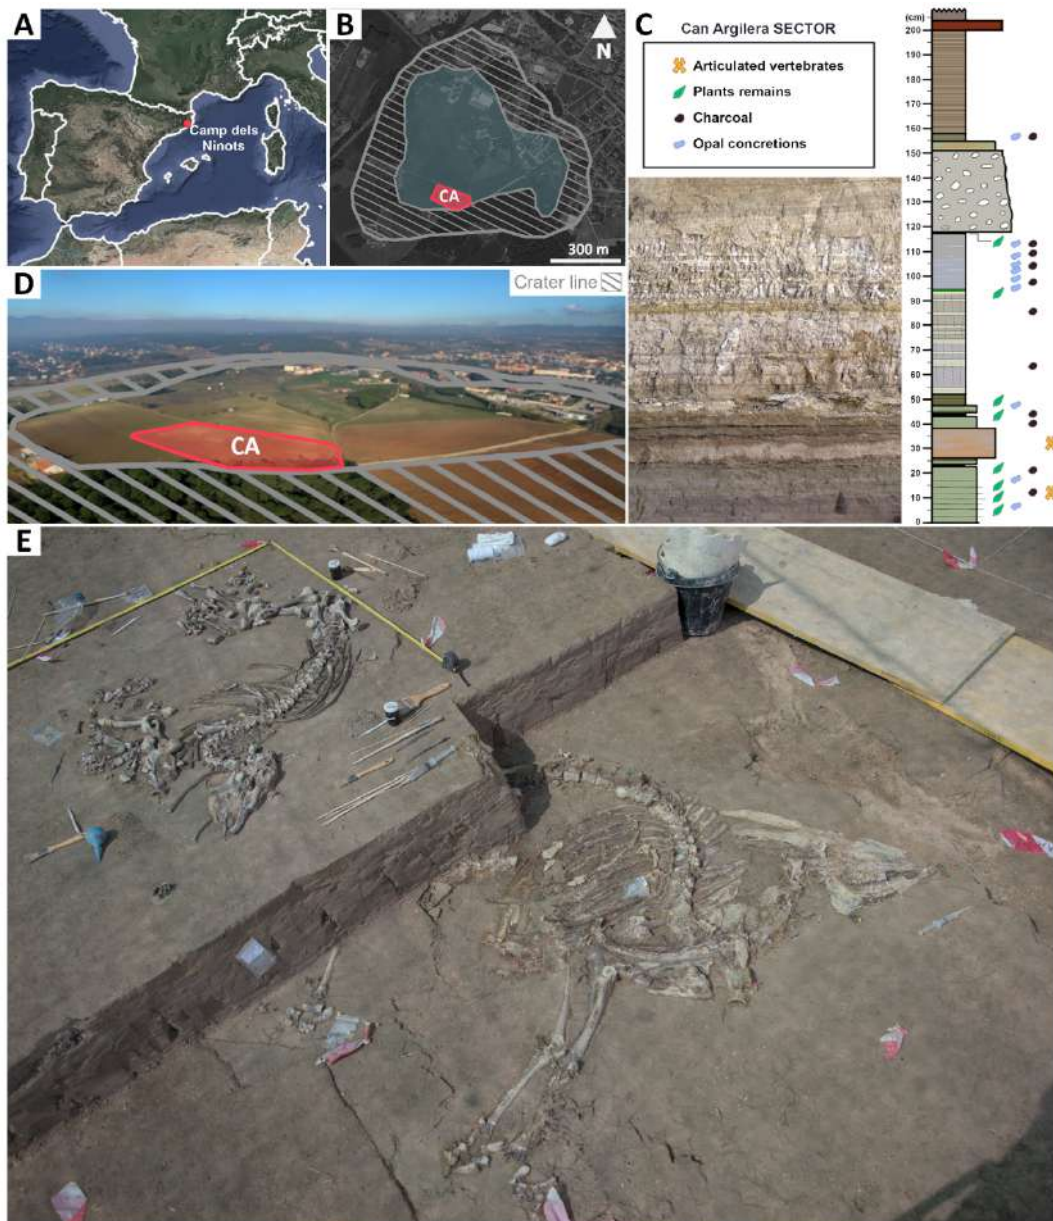 A
Camp dels
Ninots
B
N
CA
300 m
C
Can Argilera SECTOR
Articulated vertebrates
Plants remains
Charcoal
Opal concretions
(cm)
200
190
180
170
160
150
140
130
120
110
100
90
80
70
60
50
40
30
20
10
0
D
Crater line
CA
E